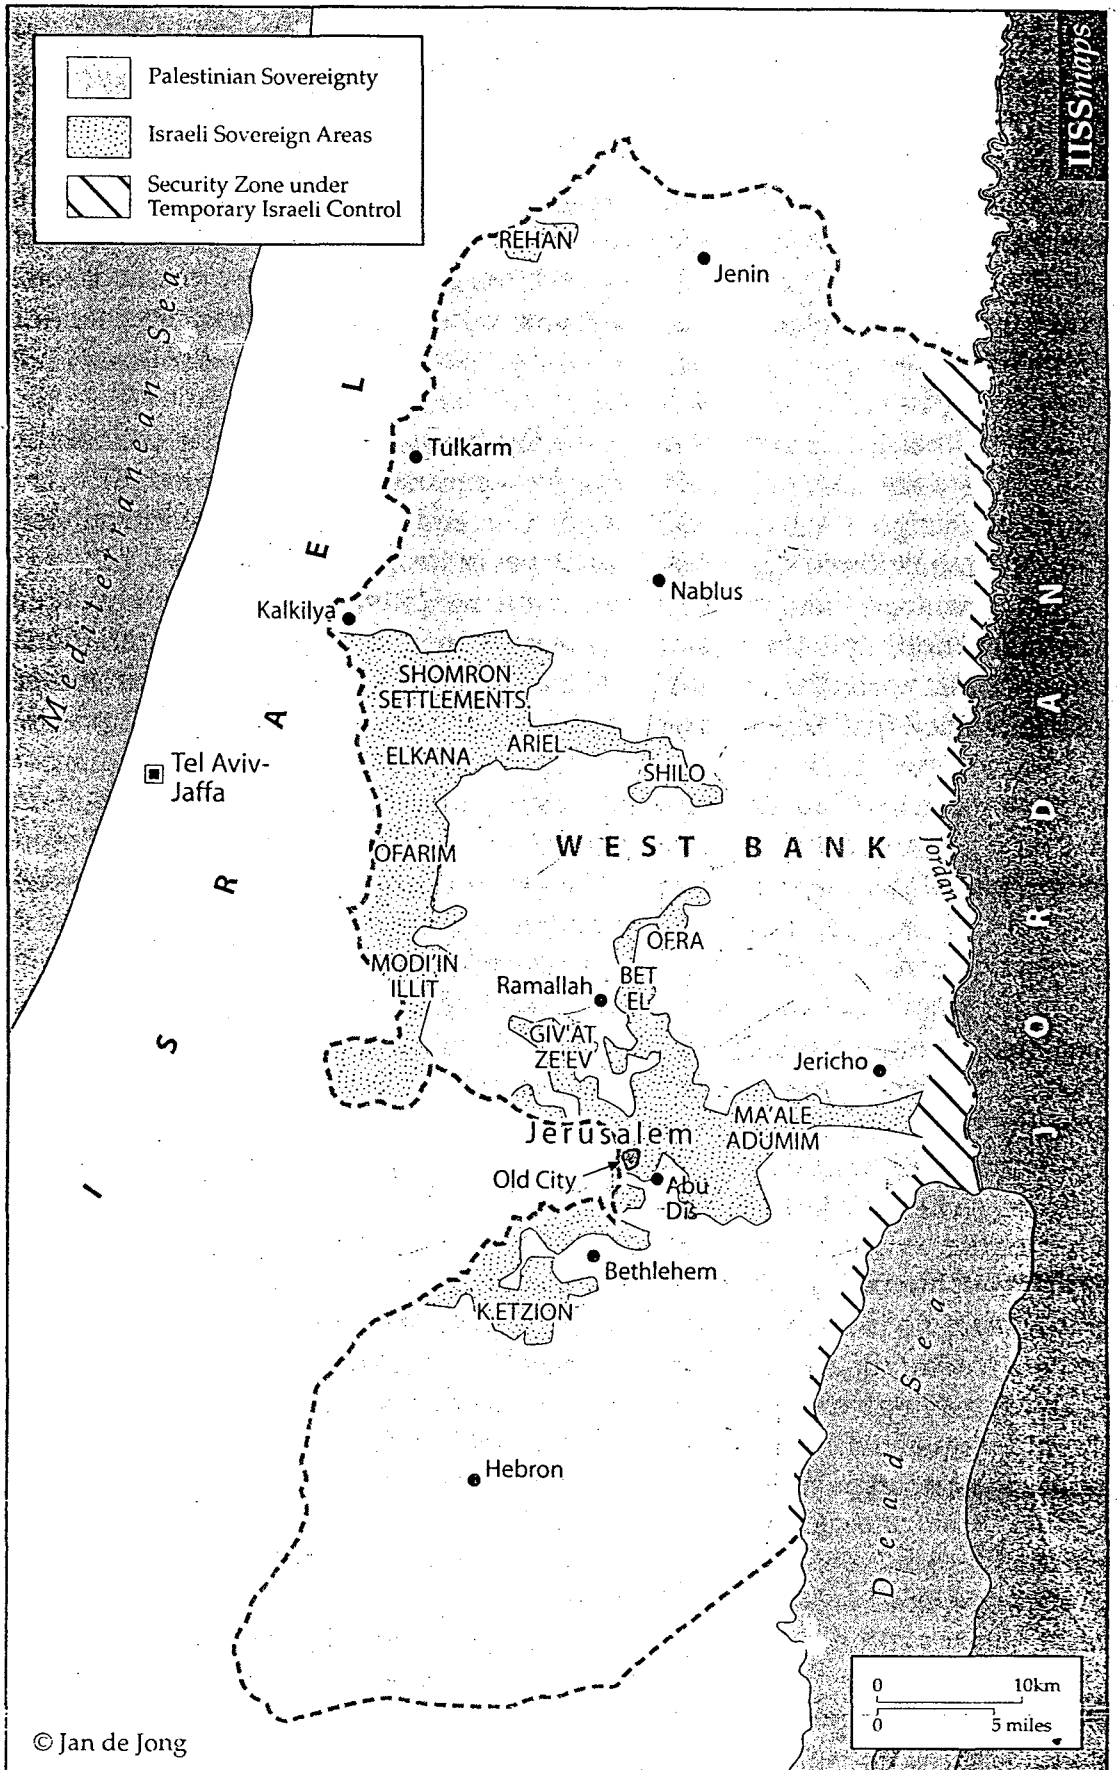 Palestinian Sovereignty
Israeli Sovereign Areas
Security Zone under
Temporary Israeli Control
IISSmaps
Mediterranean Sea
ISRAEL
JORDAN
REHAN
Jenin
Tulkarm
Nablus
Kalkilya
SHOMRON
SETTLEMENTS
ELKANA
ARIEL
SHILO
Tel Aviv-
Jaffa
WEST BANK
Jordan
OFARIM
OFRA
MODI'IN
ILLIT
BET
EL
Ramallah
GIV'AT
ZE'EV
Jericho
MA'ALE
ADUMIM
Jerusalem
Old City
Abu
Dis
Bethlehem
K.ETZION
Dead Sea
Hebron
0 10km
0 5 miles
© Jan de Jong